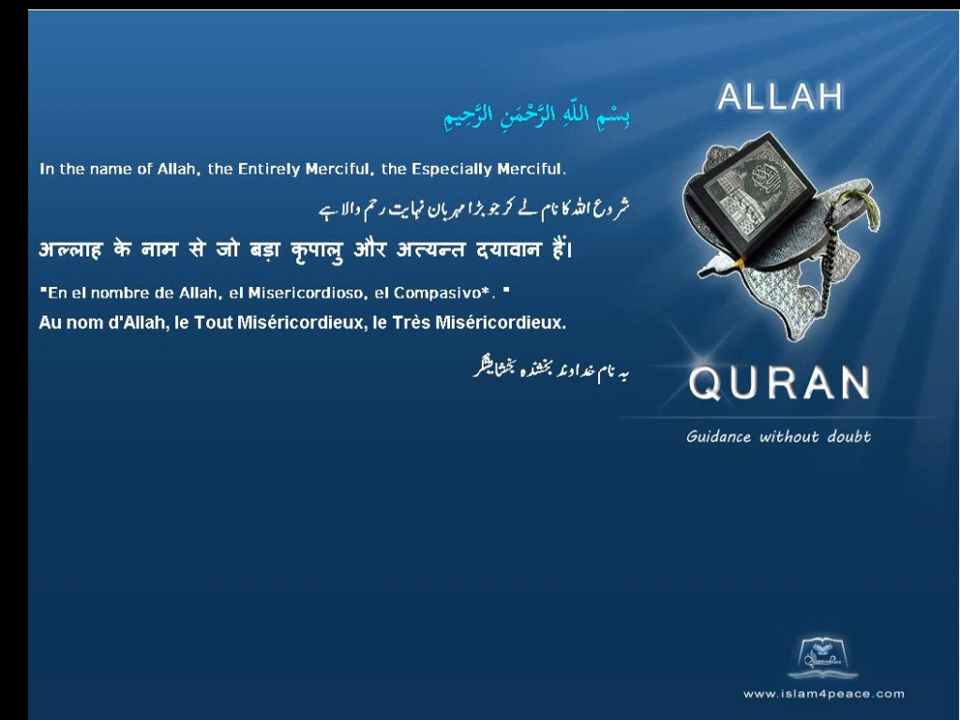 بِسْمِ اللّهِ الرَّحْمَنِ الرَّحِيمِ
In the name of Allah, the Entirely Merciful, the Especially Merciful.
شروع الله کا نام لے کر جو بڑا مہربان نہایت رحم والا ہے
अल्लाह के नाम से जो बड़ा कृपालु और अत्यन्त दयावान हैं।
"En el nombre de Allah, el Misericordioso, el Compasivo*. "
Au nom d'Allah, le Tout Miséricordieux, le Très Miséricordieux.
به نام خداوند بخشنده بخشایشگر
ALLAH
QURAN
Guidance without doubt
www.islam4peace.com